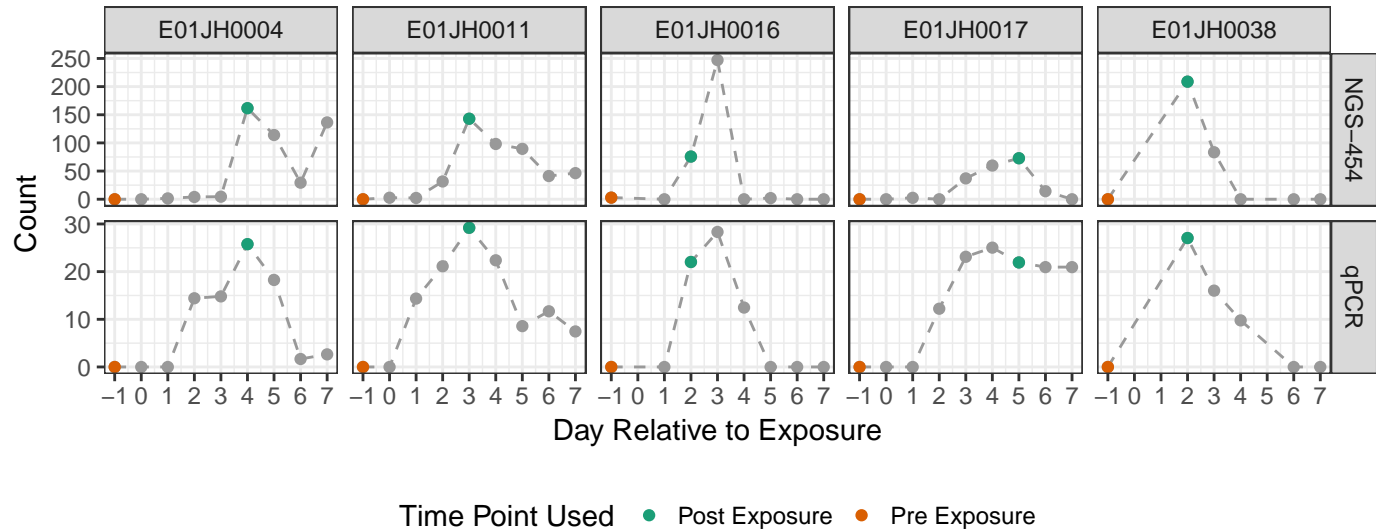 E01JH0004 E01JH0011 E01JH0016 E01JH0017 E01JH0038
250
200
150
100
50
0
NGS−454
30
20
10
0
qPCR
Count
−1 0 1 2 3 4 5 6 7 −1 0 1 2 3 4 5 6 7 −1 0 1 2 3 4 5 6 7 −1 0 1 2 3 4 5 6 7 −1 0 1 2 3 4 5 6 7
Day Relative to Exposure
Time Point Used Post Exposure Pre Exposure